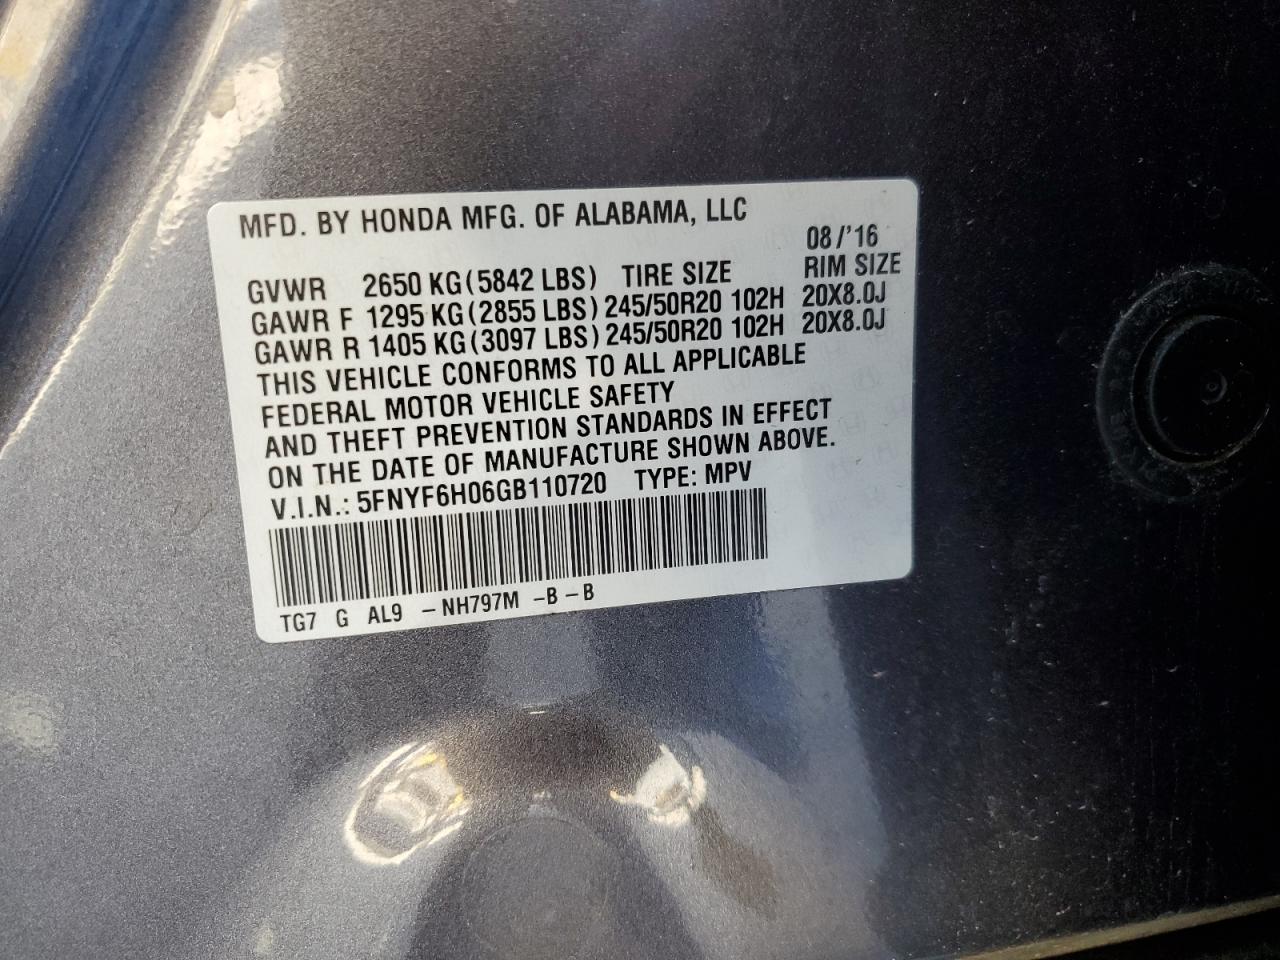 MFD. BY HONDA MFG. OF ALABAMA, LLC
08/'16
GVWR 2650 KG(5842 LBS) TIRE SIZE RIM SIZE
GAWR F 1295 KG(2855 LBS) 245/50R20 102H 20X8.0J
GAWR R 1405 KG(3097 LBS) 245/50R20 102H 20X8.0J
THIS VEHICLE CONFORMS TO ALL APPLICABLE
FEDERAL MOTOR VEHICLE SAFETY
AND THEFT PREVENTION STANDARDS IN EFFECT
ON THE DATE OF MANUFACTURE SHOWN ABOVE.
V.I.N.: 5FNYF6H06GB110720 TYPE: MPV
TG7 G AL9 -NH797M -B-B